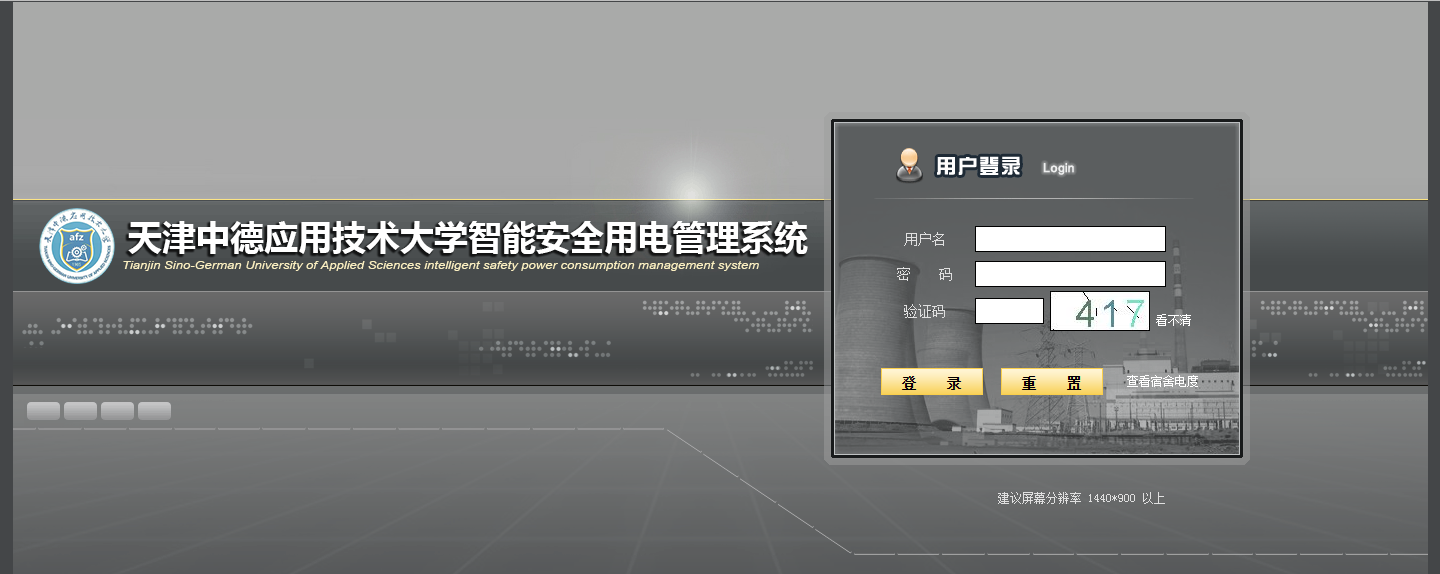 天津中德应用技术大学智能安全用电管理系统
Tianjin Sino-German University of Applied Sciences intelligent safety power consumption management system
用户登录 Login
用户名
密 码
验证码 417 看不清
登 录 重 置 查看宿舍电度
建议屏幕分辨率 1440*900 以上